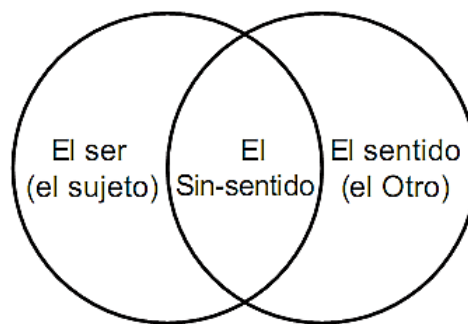 El ser
(el sujeto)
El
Sin-sentido
El sentido
(el Otro)